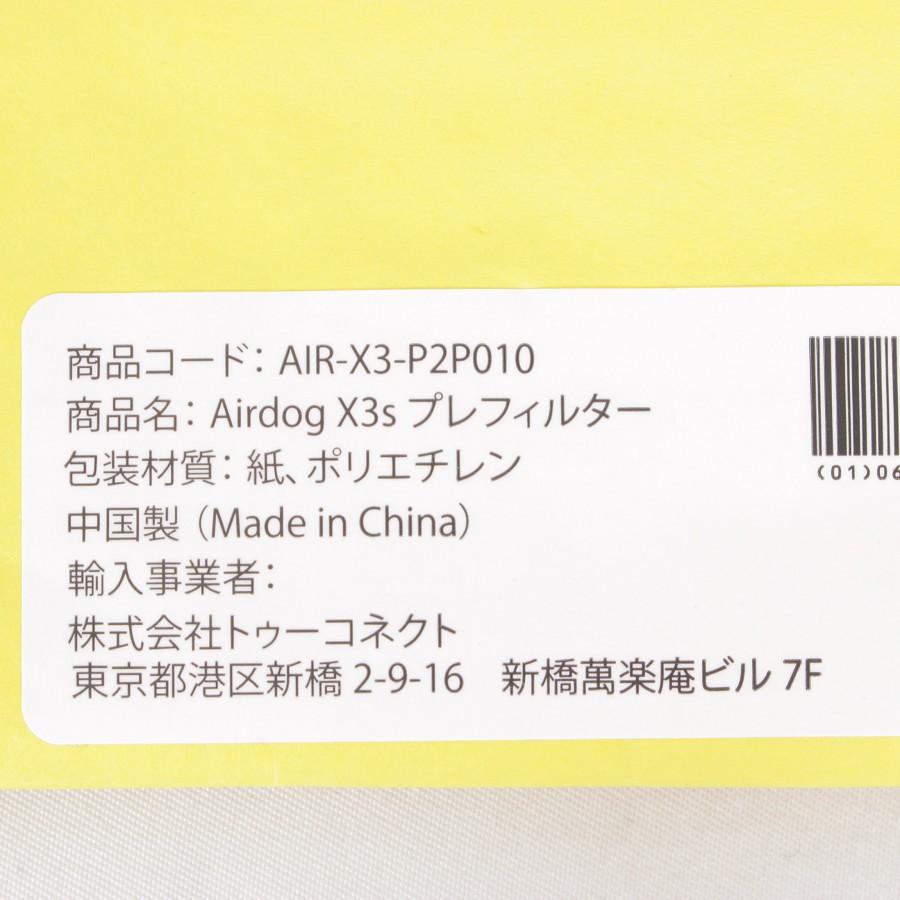 商品コード： AIR-X3-P2P010
商品名： Airdog X3s プレフィルター
包装材質： 紙、ポリエチレン
中国製（Made in China）
輸入事業者：
株式会社トゥーコネクト
東京都港区新橋 2-9-16　新橋萬楽庵ビル 7F
(01)06